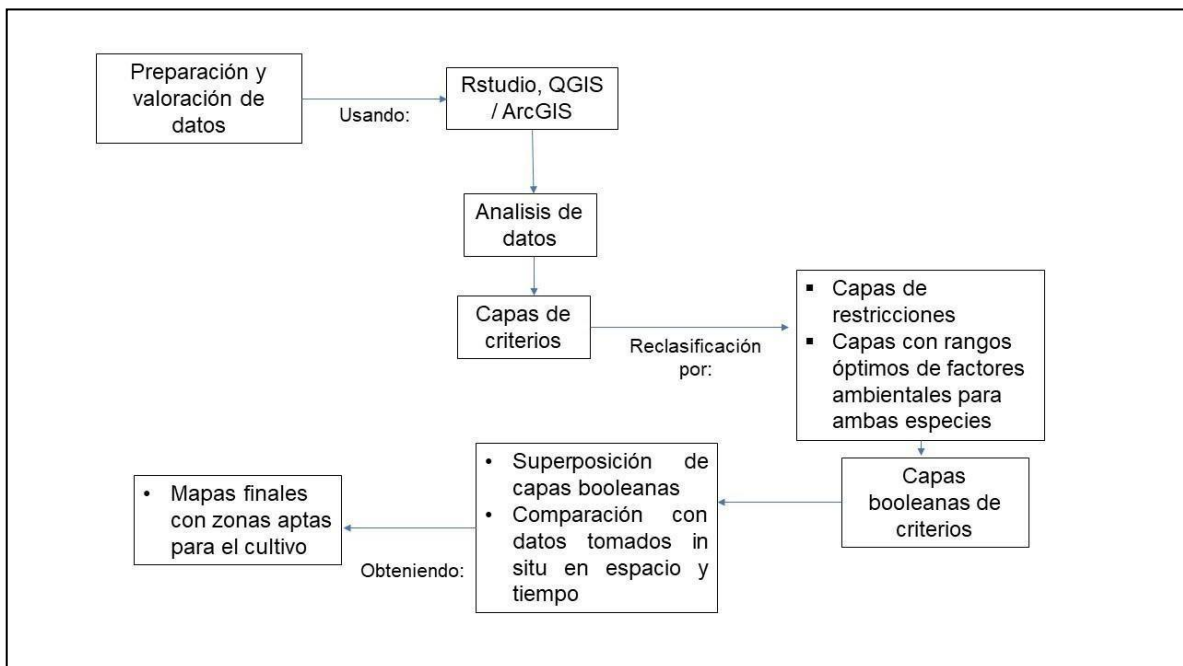 Preparación y
valoración de
datos
Usando:
Rstudio, QGIS
/ ArcGIS
Analisis de
datos
Capas de
criterios
Reclasificación
por:
▪ Capas de
restricciones
▪ Capas con rangos
óptimos de factores
ambientales para
ambas especies
Capas
booleanas de
criterios
• Superposición de
capas booleanas
• Comparación con
datos tomados in
situ en espacio y
tiempo
Obteniendo:
• Mapas finales
con zonas aptas
para el cultivo